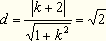 d = |k + 2| / √(1 + k²) = √2